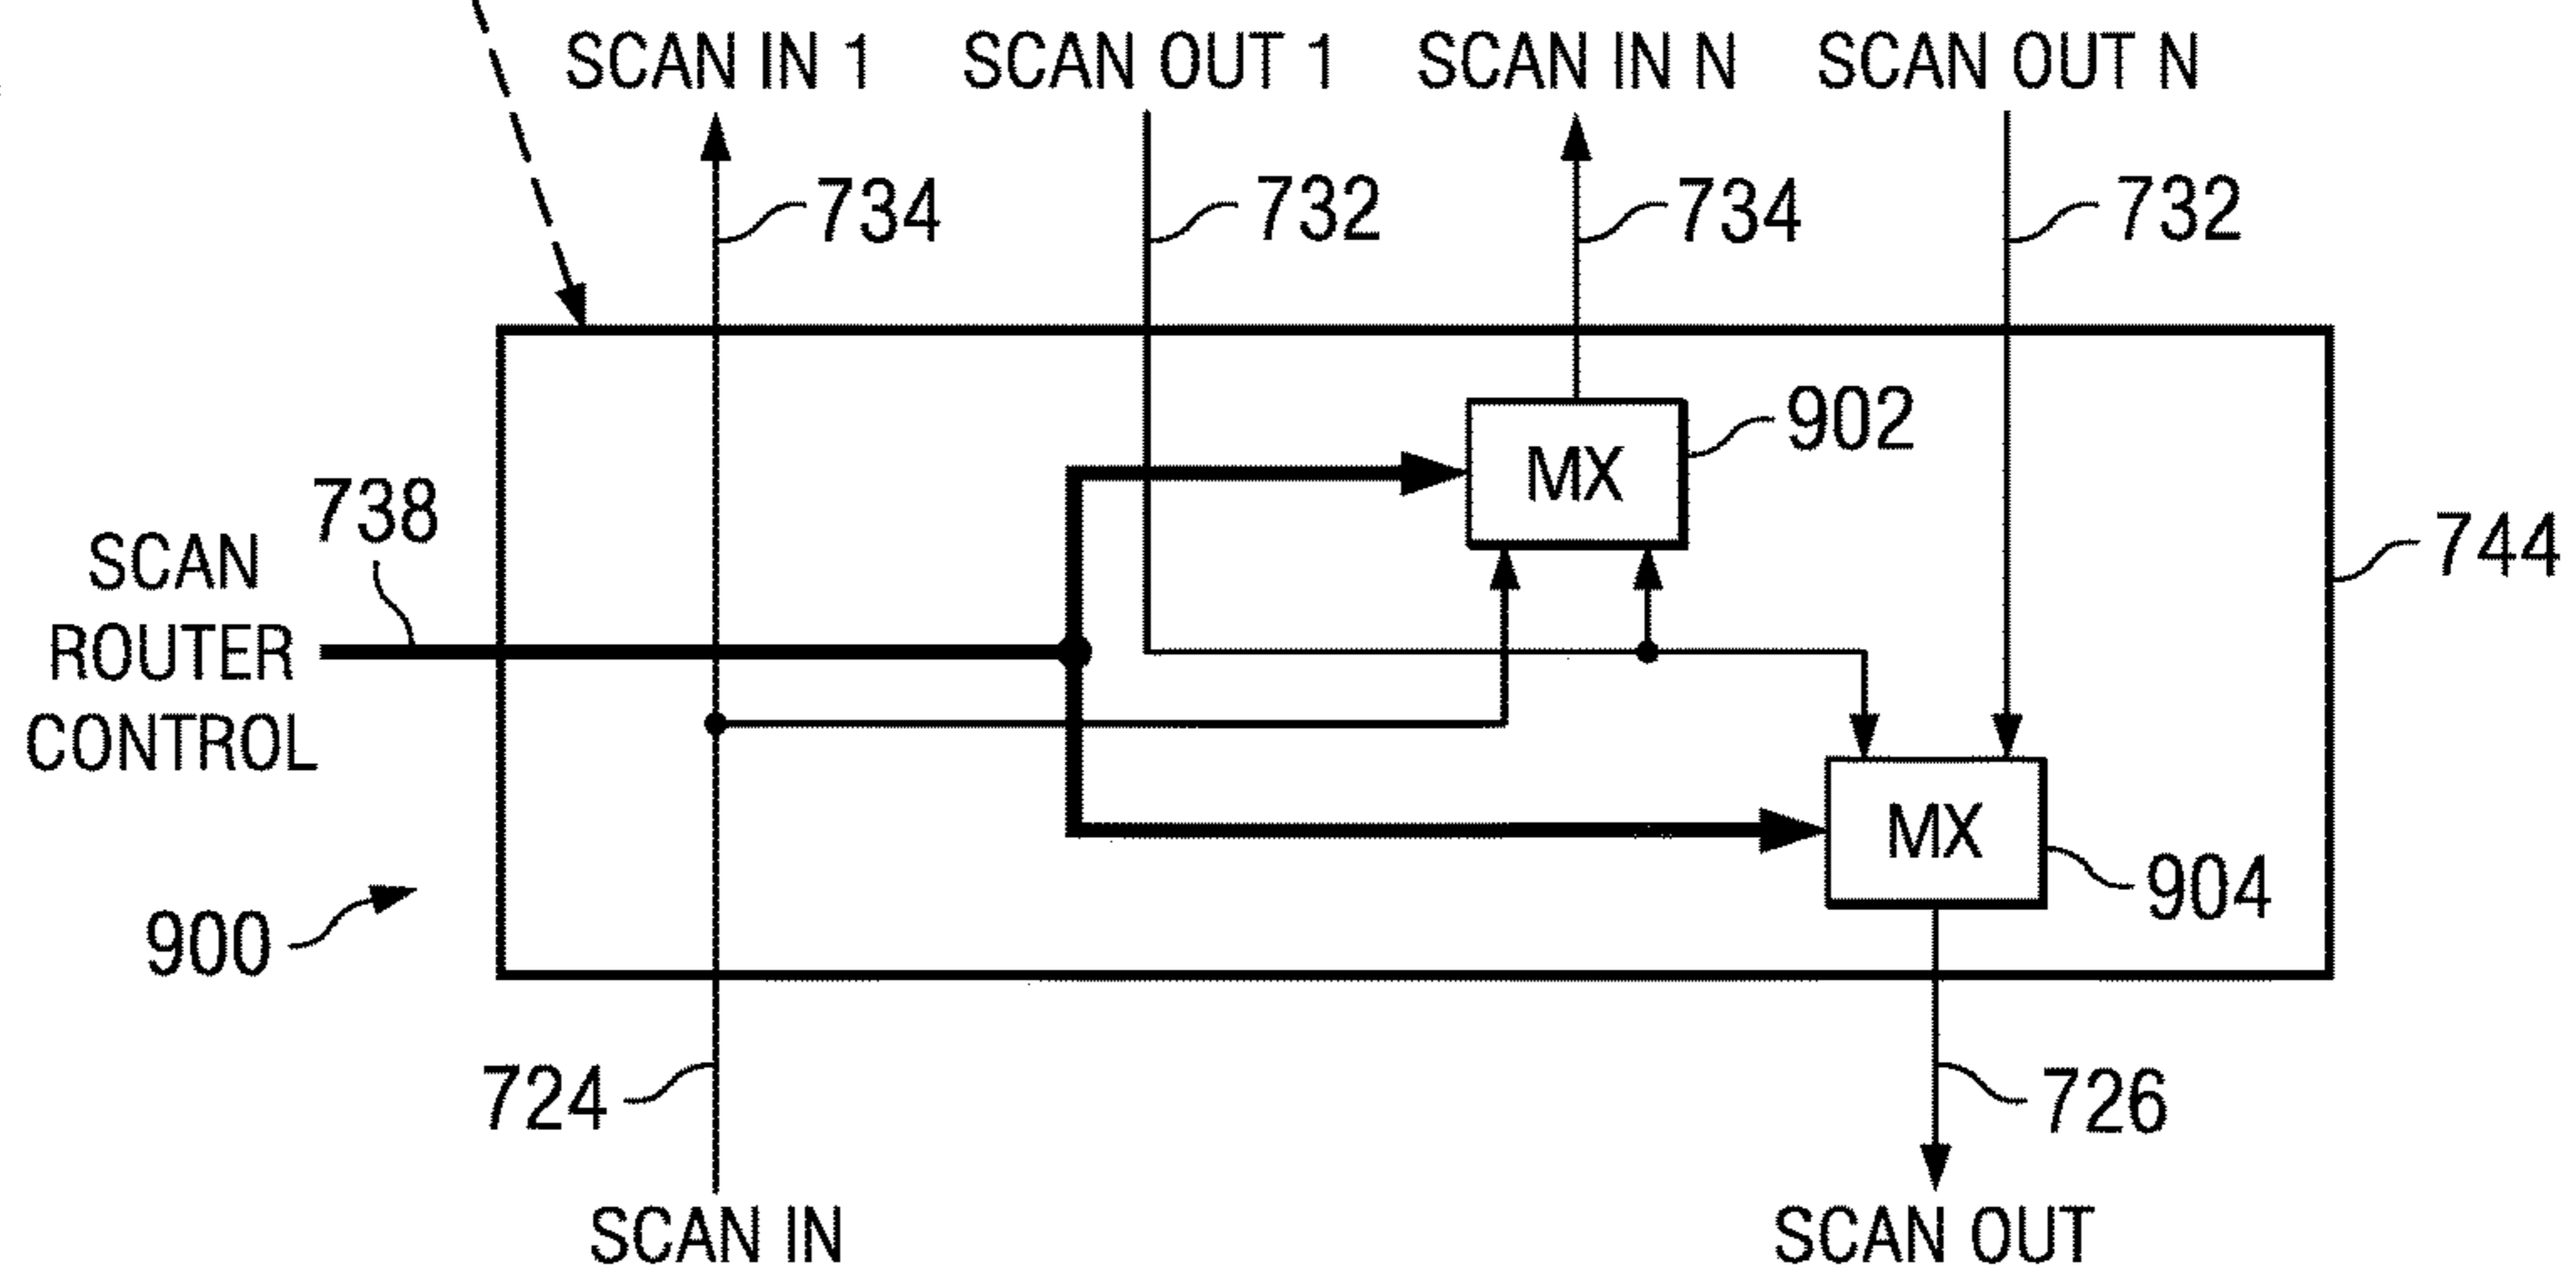 SCAN IN 1
SCAN OUT 1
SCAN IN N
SCAN OUT N
734
732
734
732
902
MX
738
744
SCAN
ROUTER
CONTROL
MX
904
900
724
726
SCAN IN
SCAN OUT